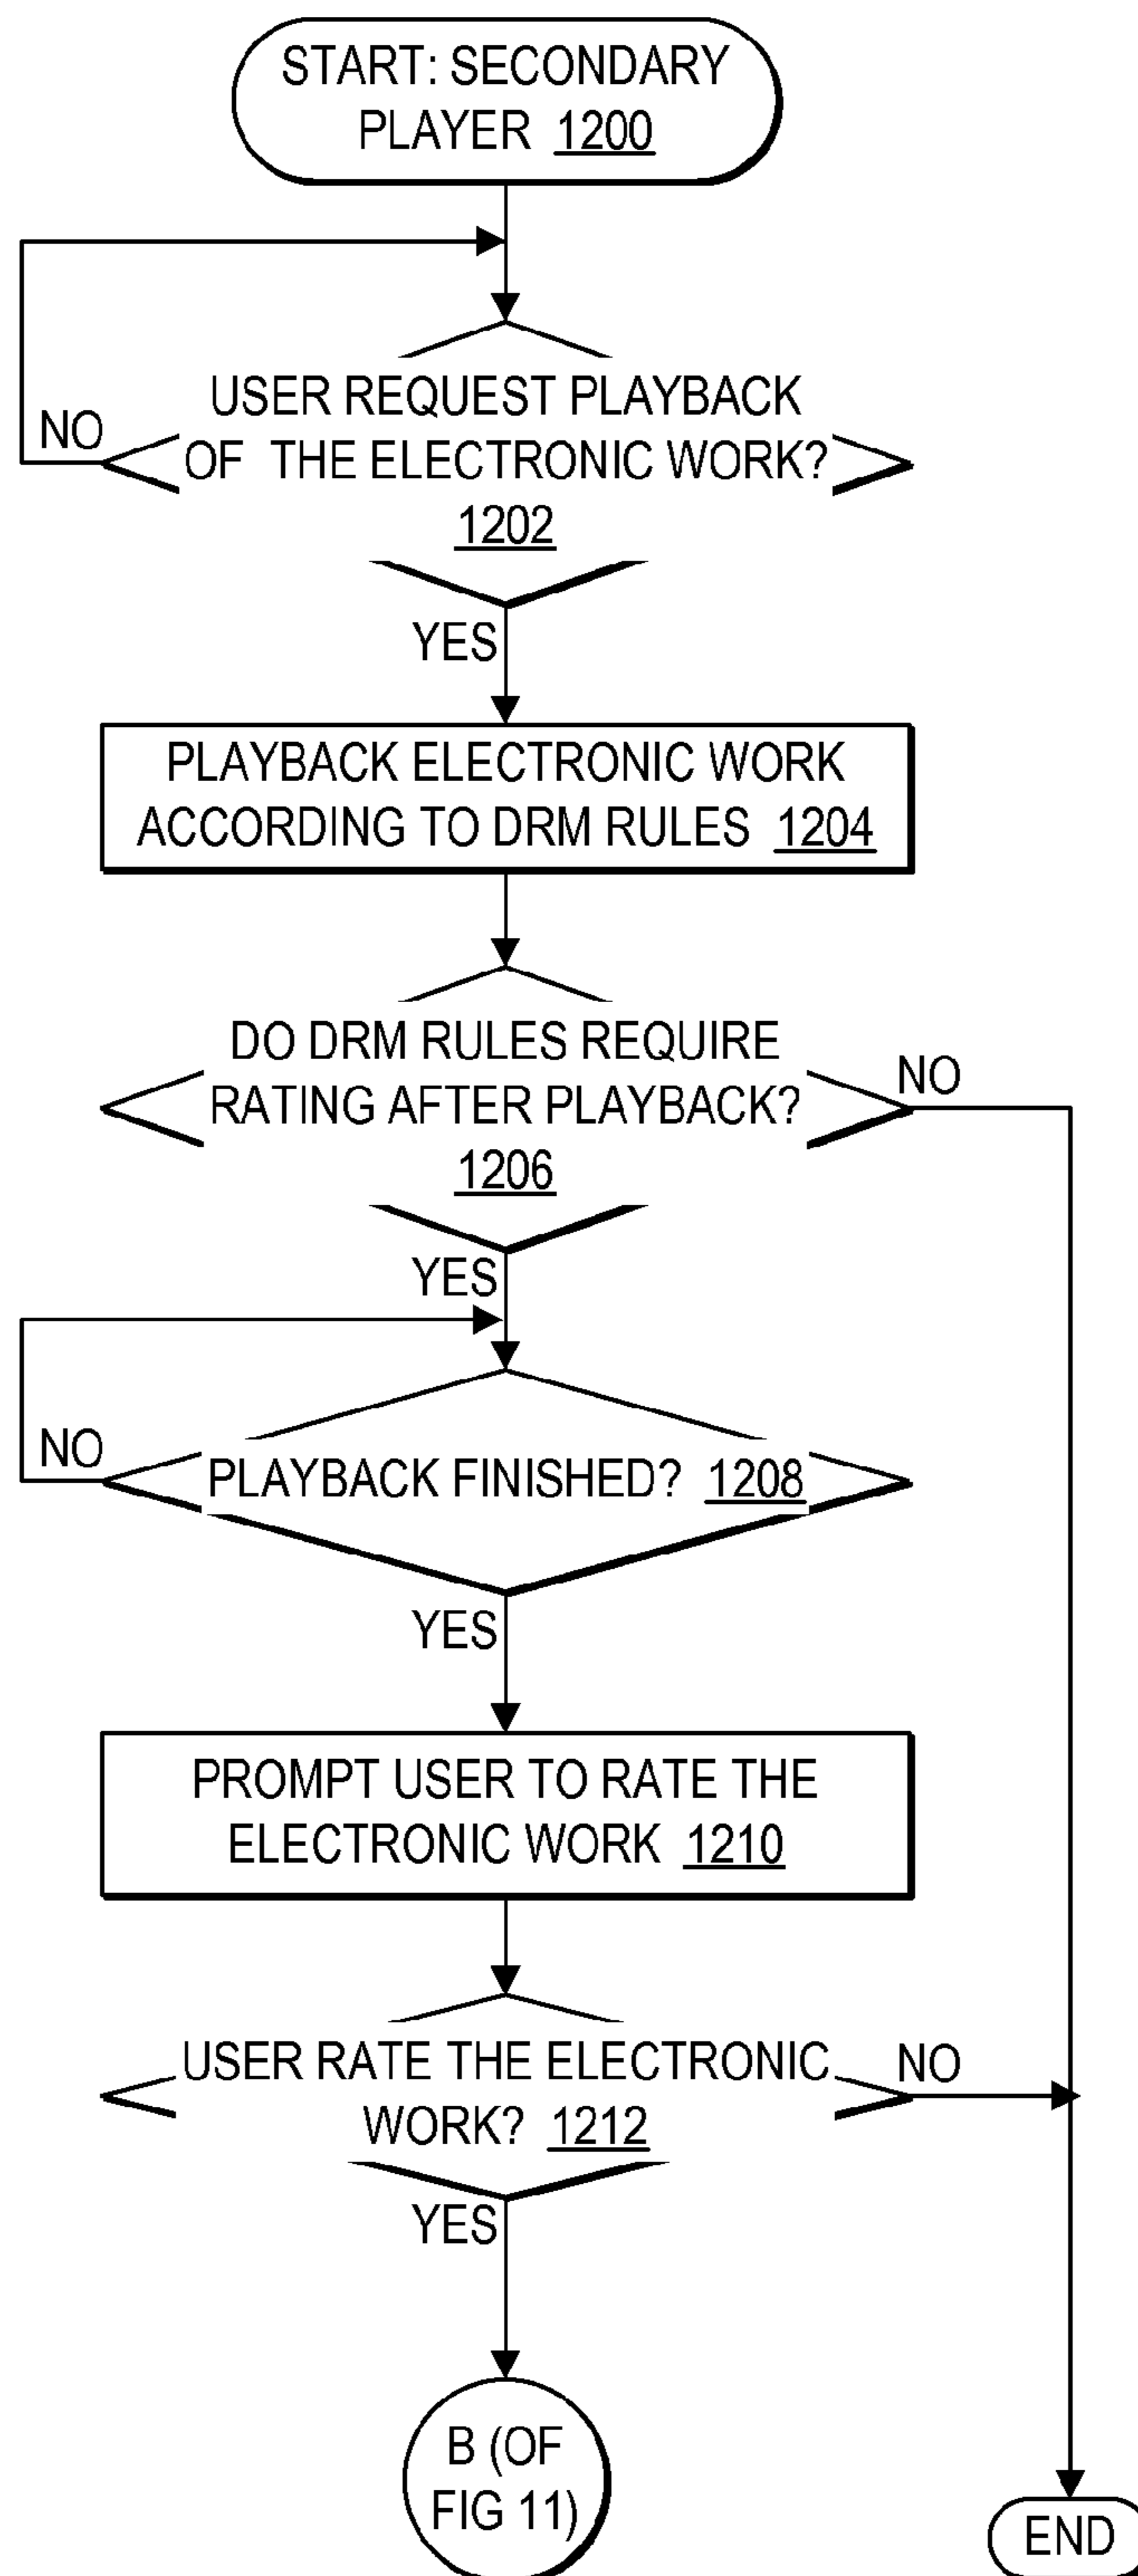 START: SECONDARY
PLAYER 1200
USER REQUEST PLAYBACK
NO
OF THE ELECTRONIC WORK?
1202
YES
PLAYBACK ELECTRONIC WORK
ACCORDING TO DRM RULES 1204
DO DRM RULES REQUIRE
NO
RATING AFTER PLAYBACK?
1206
YES
NO
PLAYBACK FINISHED? 1208
YES
PROMPT USER TO RATE THE
ELECTRONIC WORK 1210
USER RATE THE ELECTRONIC
NO
WORK? 1212
YES
B (OF
FIG 11)
END